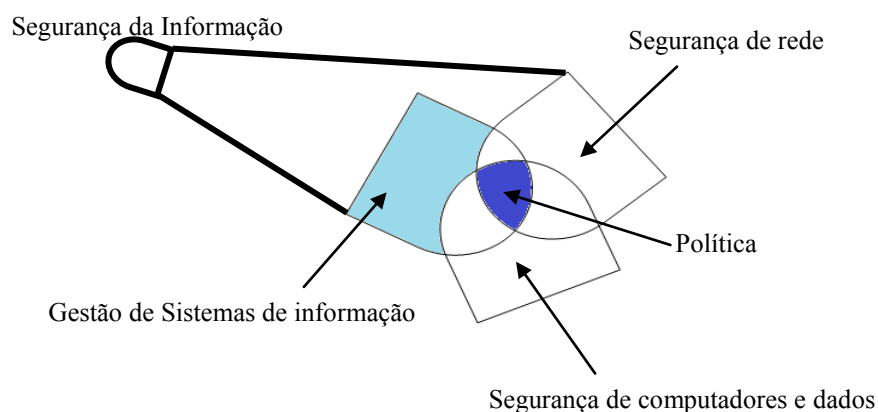 Segurança da Informação
Segurança de rede
Política
Gestão de Sistemas de informação
Segurança de computadores e dados